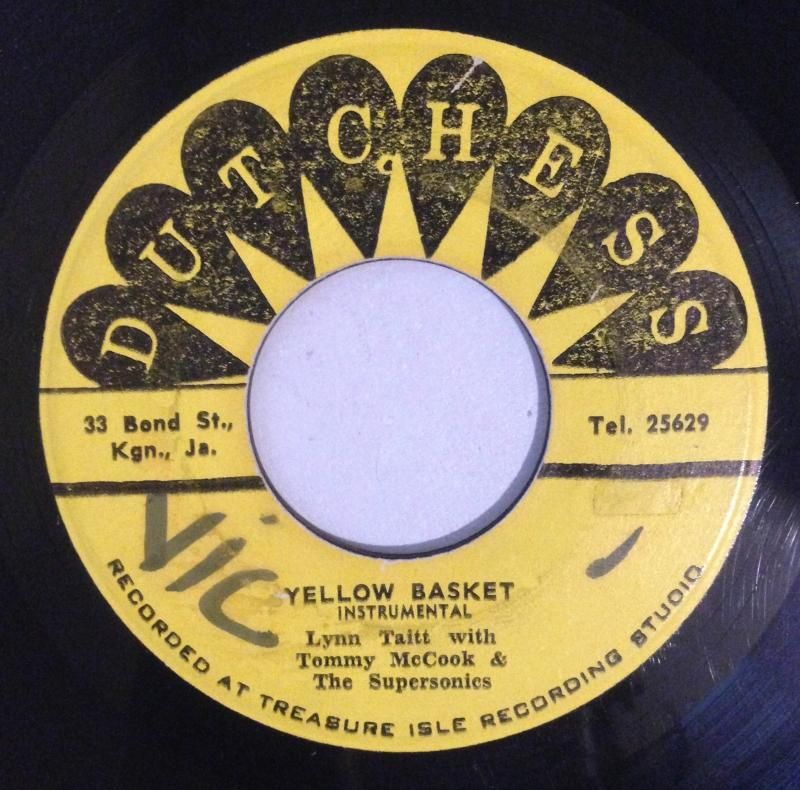 DUTCHESS
33 Bond St.,
Kgn., Ja.
Tel. 25629
VIC
YELLOW BASKET
INSTRUMENTAL
Lynn Taitt with
Tommy McCook &
The Supersonics
RECORDED AT TREASURE ISLE RECORDING STUDIO